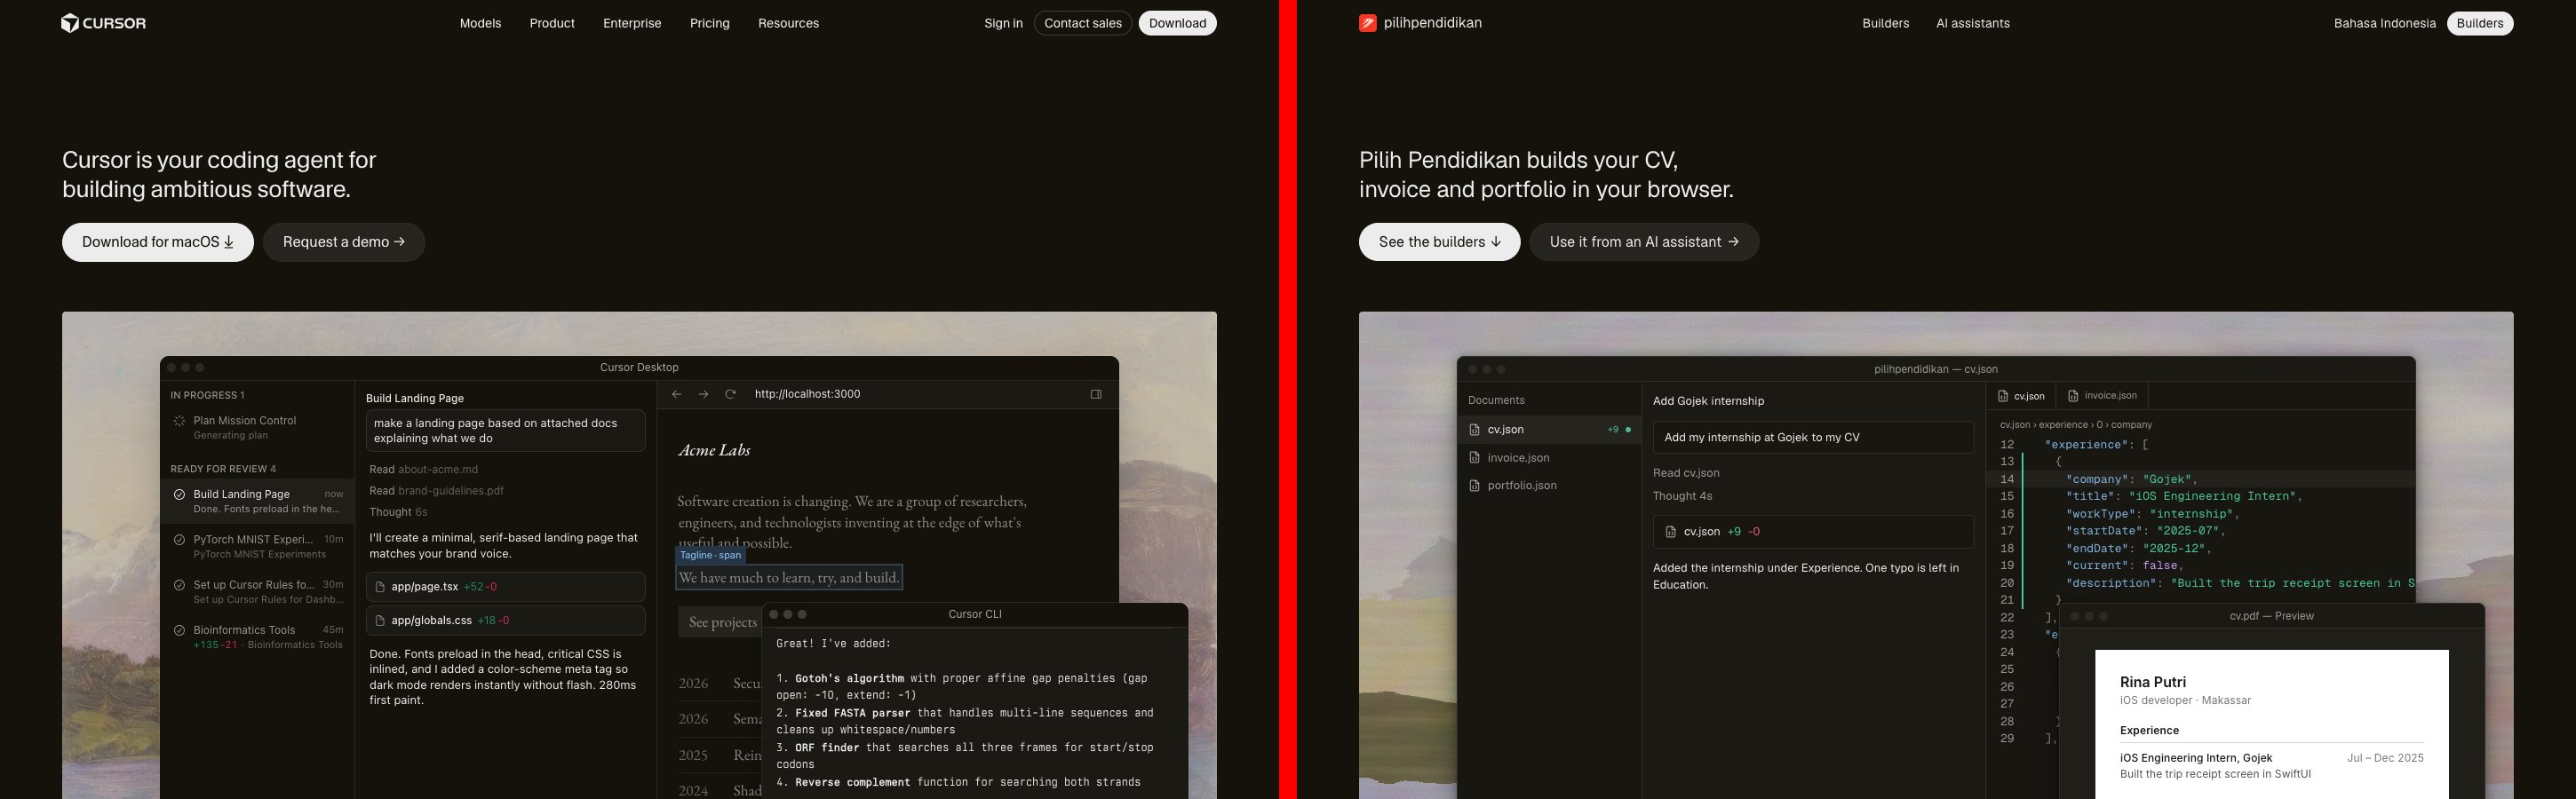 CURSOR
Models Product Enterprise Pricing Resources
Sign in Contact sales Download
Cursor is your coding agent for
building ambitious software.
Download for macOS ↓ Request a demo →
Cursor Desktop
IN PROGRESS 1
Plan Mission Control
Generating plan
READY FOR REVIEW 4
Build Landing Page now
Done. Fonts preload in the he...
PyTorch MNIST Experi... 10m
PyTorch MNIST Experiments
Set up Cursor Rules fo... 30m
Set up Cursor Rules for Dashb...
Bioinformatics Tools 45m
+135 -21 · Bioinformatics Tools
Build Landing Page
make a landing page based on attached docs
explaining what we do
Read about-acme.md
Read brand-guidelines.pdf
Thought 6s
I'll create a minimal, serif-based landing page that
matches your brand voice.
app/page.tsx +52 -0
app/globals.css +18 -0
Done. Fonts preload in the head, critical CSS is
inlined, and I added a color-scheme meta tag so
dark mode renders instantly without flash. 280ms
first paint.
http://localhost:3000
Acme Labs
Software creation is changing. We are a group of researchers,
engineers, and technologists inventing at the edge of what's
useful and possible.
Tagline · span
We have much to learn, try, and build.
See projects
2026 Secu
2026 Sema
2025 Rein
2024 Shad
Cursor CLI
Great! I've added:
1. Gotoh's algorithm with proper affine gap penalties (gap
open: -10, extend: -1)
2. Fixed FASTA parser that handles multi-line sequences and
cleans up whitespace/numbers
3. ORF finder that searches all three frames for start/stop
codons
4. Reverse complement function for searching both strands
pilihpendidikan
Builders AI assistants
Bahasa Indonesia Builders
Pilih Pendidikan builds your CV,
invoice and portfolio in your browser.
See the builders ↓ Use it from an AI assistant →
pilihpendidikan — cv.json
Documents
cv.json +9
invoice.json
portfolio.json
Add Gojek internship
Add my internship at Gojek to my CV
Read cv.json
Thought 4s
cv.json +9 -0
Added the internship under Experience. One typo is left in
Education.
cv.json invoice.json
cv.json › experience › 0 › company
12 "experience": [
13 {
14 "company": "Gojek",
15 "title": "iOS Engineering Intern",
16 "workType": "internship",
17 "startDate": "2025-07",
18 "endDate": "2025-12",
19 "current": false,
20 "description": "Built the trip receipt screen in S
21 }
22 ],
23 "e
24 {
25
26
27
28 }
29 ],
cv.pdf — Preview
Rina Putri
iOS developer · Makassar
Experience
iOS Engineering Intern, Gojek Jul – Dec 2025
Built the trip receipt screen in SwiftUI